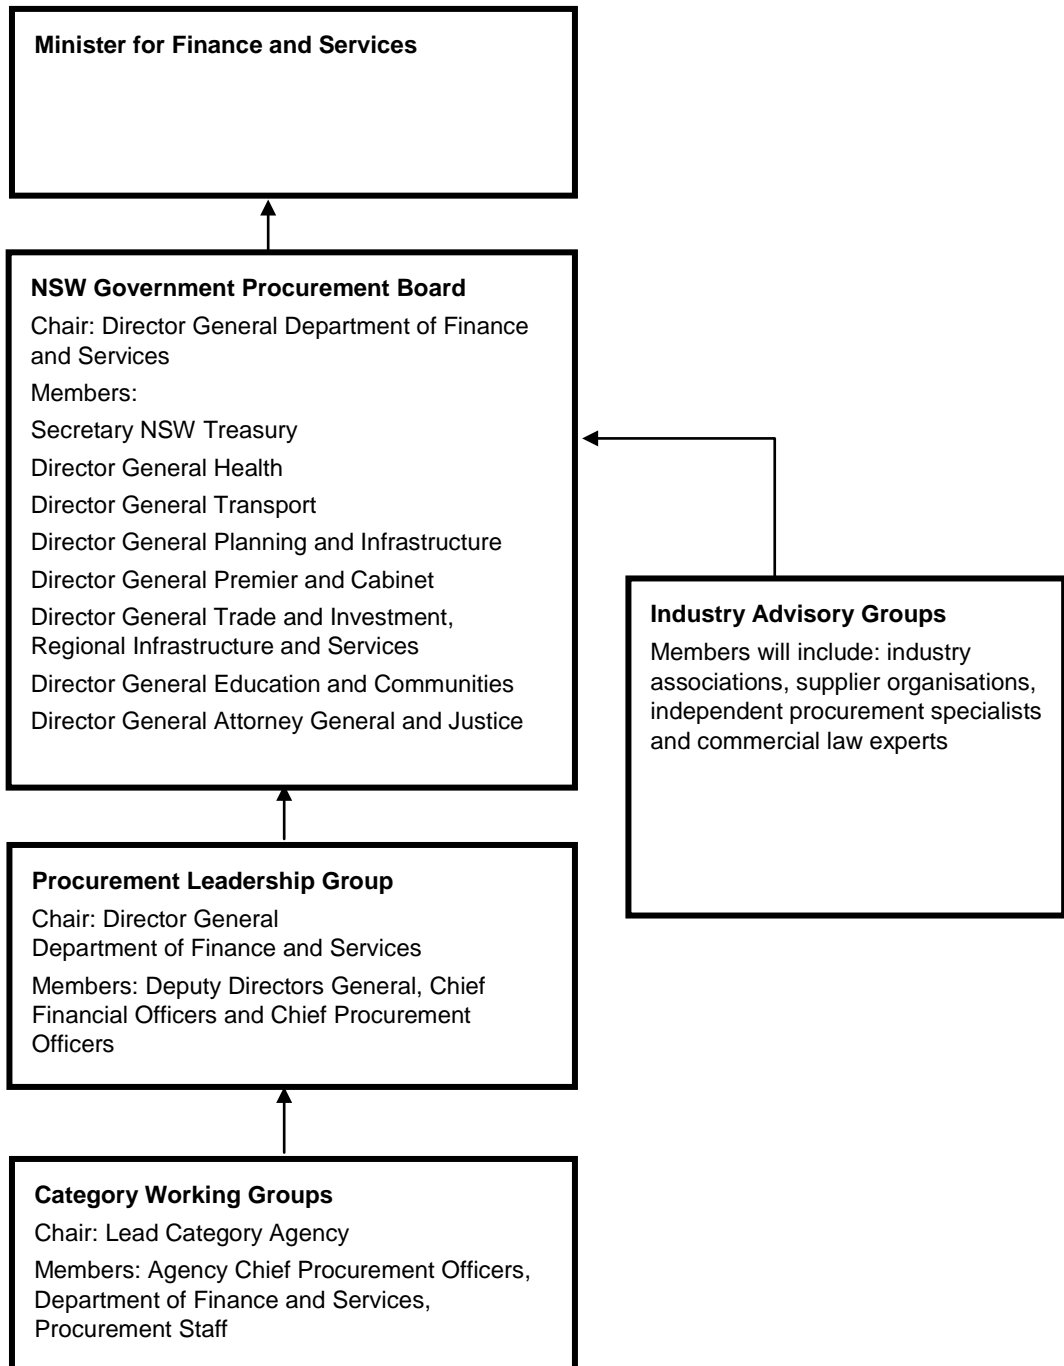 Minister for Finance and Services
NSW Government Procurement Board
Chair: Director General Department of Finance
and Services
Members:
Secretary NSW Treasury
Director General Health
Director General Transport
Director General Planning and Infrastructure
Director General Premier and Cabinet
Director General Trade and Investment,
Regional Infrastructure and Services
Director General Education and Communities
Director General Attorney General and Justice
Industry Advisory Groups
Members will include: industry
associations, supplier organisations,
independent procurement specialists
and commercial law experts
Procurement Leadership Group
Chair: Director General
Department of Finance and Services
Members: Deputy Directors General, Chief
Financial Officers and Chief Procurement
Officers
Category Working Groups
Chair: Lead Category Agency
Members: Agency Chief Procurement Officers,
Department of Finance and Services,
Procurement Staff